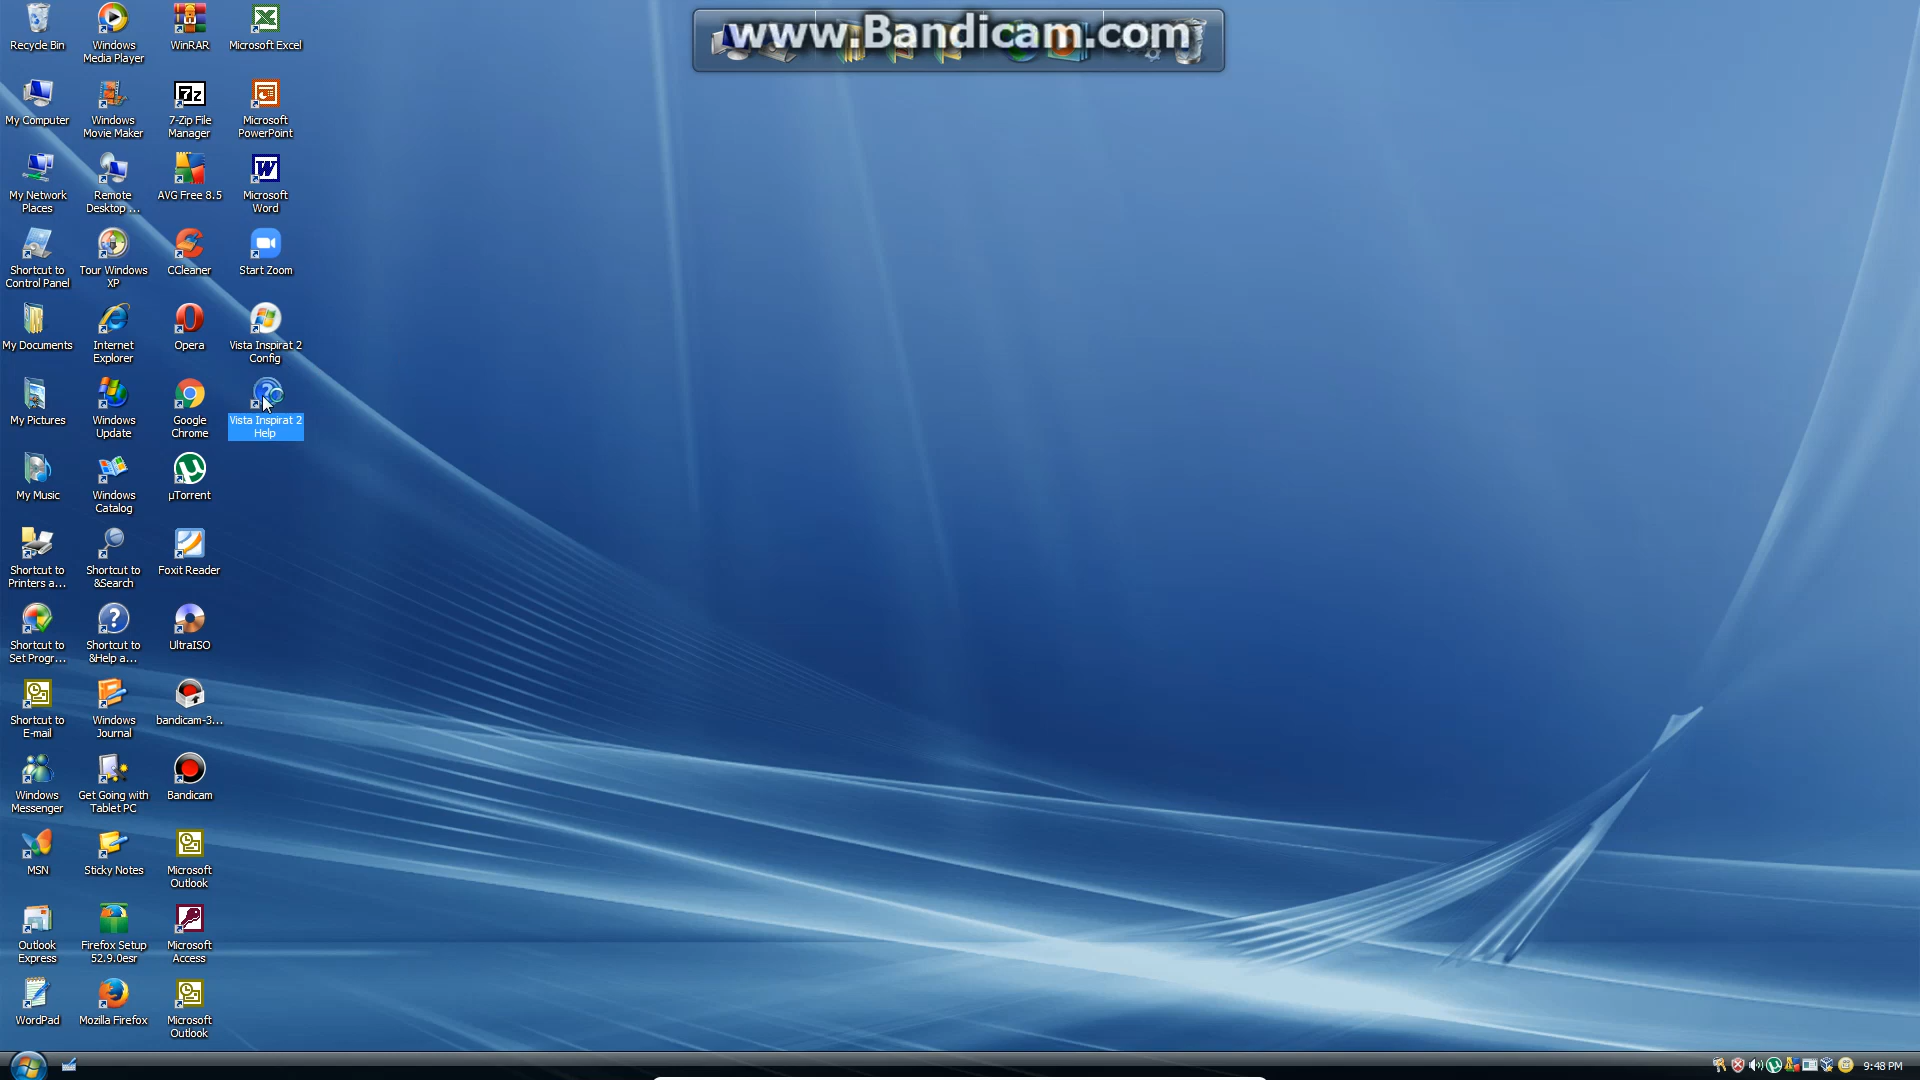 www.Bandicam.com
Recycle Bin
Windows
Media Player
WinRAR
Microsoft Excel
My Computer
Windows
Movie Maker
7-Zip File
Manager
Microsoft
PowerPoint
My Network
Places
Remote
Desktop ...
AVG Free 8.5
Microsoft
Word
Shortcut to
Control Panel
Tour Windows
XP
CCleaner
Start Zoom
My Documents
Internet
Explorer
Opera
Vista Inspirat 2
Config
My Pictures
Windows
Update
Google
Chrome
Vista Inspirat 2
Help
My Music
Windows
Catalog
µTorrent
Shortcut to
Printers a...
Shortcut to
&Search
Foxit Reader
Shortcut to
Set Progr...
Shortcut to
&Help a...
UltraISO
Shortcut to
E-mail
Windows
Journal
bandicam-3...
Windows
Messenger
Get Going with
Tablet PC
Bandicam
MSN
Sticky Notes
Microsoft
Outlook
Outlook
Express
Firefox Setup
52.9.0esr
Microsoft
Access
WordPad
Mozilla Firefox
Microsoft
Outlook
9:48 PM